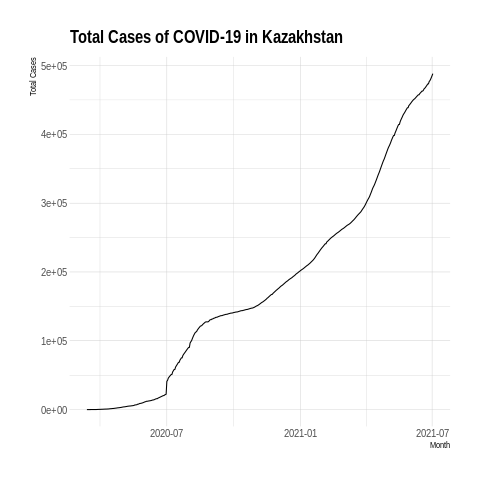 Total Cases of COVID-19 in Kazakhstan
Total Cases
5e+05
4e+05
3e+05
2e+05
1e+05
0e+00
2020-07 2021-01 2021-07
Month